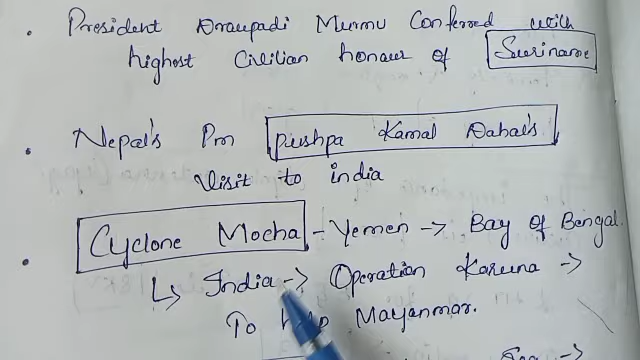 President Draupadi Murmu Conferred with
highest Civilian honour of Suriname
Nepal's Pm Pushpa Kamal Dahal's
Visit to india
Cyclone Mocha - Yemen → Bay of Bengal.
↳ India → Operation Karuna →
To help Mayanmar.